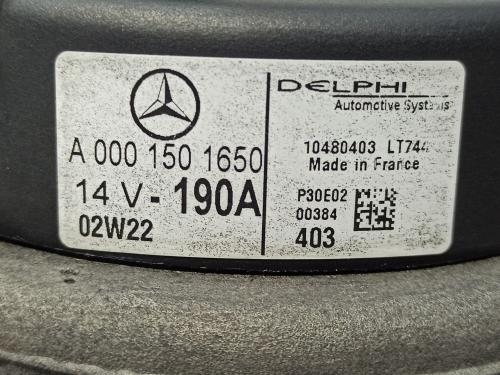 A 000 150 1650
14 V - 190A
02W22
DELPHI
Automotive Systems
10480403 LT744
Made in France
P30E02
00384
403